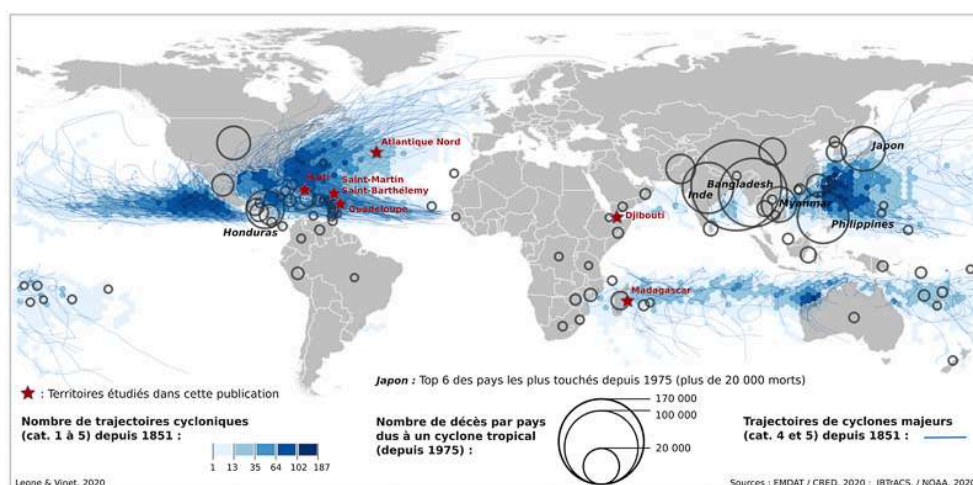 Atlantique Nord
Japon
Haïti
Saint-Martin
Saint-Barthélemy
Guadeloupe
Inde
Bangladesh
Myanmar
Djibouti
Philippines
Honduras
Madagascar
Japon : Top 6 des pays les plus touchés depuis 1975 (plus de 20 000 morts)
: Territoires étudiés dans cette publication
Nombre de trajectoires cycloniques
(cat. 1 à 5) depuis 1851 :
1 13 35 64 102 187
Nombre de décès par pays
dus à un cyclone tropical
(depuis 1975) :
170 000
100 000
20 000
Trajectoires de cyclones majeurs
(cat. 4 et 5) depuis 1851 :
Leone & Vinet, 2020
Sources : EMDAT / CRED, 2020 ; IBTrACS, / NOAA, 2020